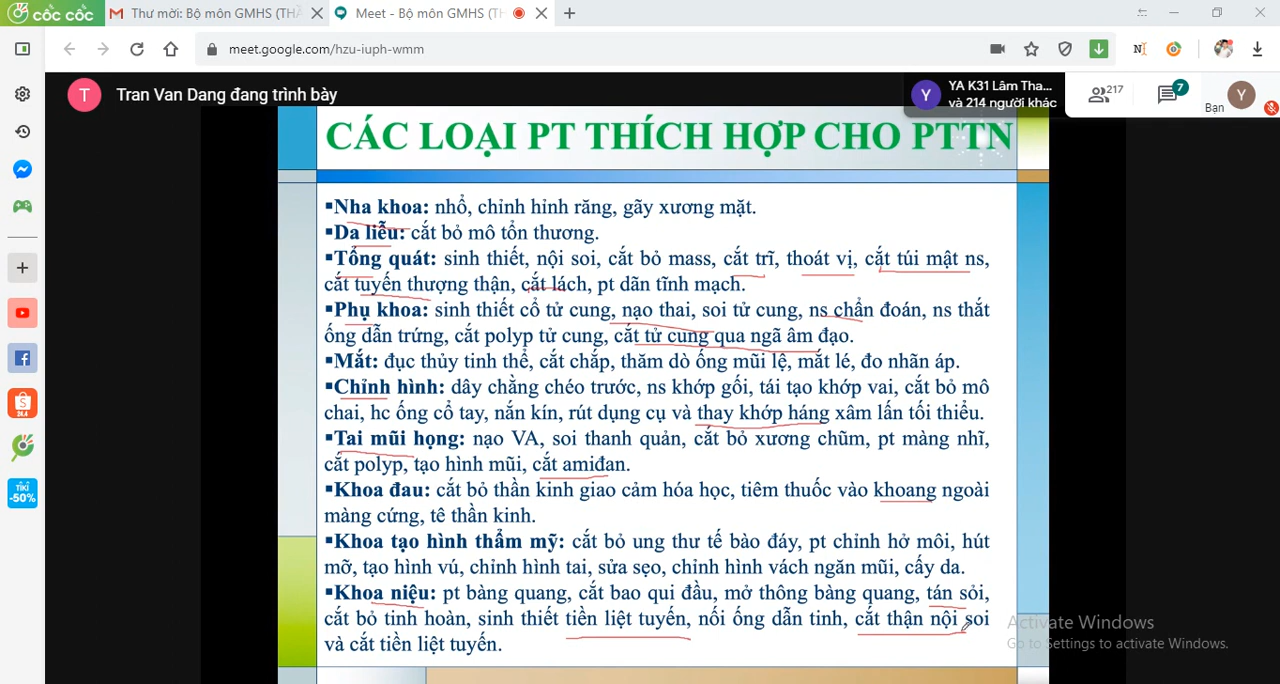 cốc cốc
Thư mời: Bộ môn GMHS (THẦ
Meet - Bộ môn GMHS (TH
meet.google.com/hzu-iuph-wmm
T
Tran Van Dang đang trình bày
Y
YA K31 Lâm Tha...
và 214 người khác
217
7
Bạn
Y
CÁC LOẠI PT THÍCH HỢP CHO PTTN
▪Nha khoa: nhổ, chỉnh hỉnh răng, gãy xương mặt.
▪Da liễu: cắt bỏ mô tổn thương.
▪Tổng quát: sinh thiết, nội soi, cắt bỏ mass, cắt trĩ, thoát vị, cắt túi mật ns,
cắt tuyến thượng thận, cắt lách, pt dãn tĩnh mạch.
▪Phụ khoa: sinh thiết cổ tử cung, nạo thai, soi tử cung, ns chẩn đoán, ns thắt
ống dẫn trứng, cắt polyp tử cung, cắt tử cung qua ngã âm đạo.
▪Mắt: đục thủy tinh thể, cắt chắp, thăm dò ống mũi lệ, mắt lé, đo nhãn áp.
▪Chỉnh hình: dây chằng chéo trước, ns khớp gối, tái tạo khớp vai, cắt bỏ mô
chai, hc ống cổ tay, nắn kín, rút dụng cụ và thay khớp háng xâm lấn tối thiểu.
▪Tai mũi họng: nạo VA, soi thanh quản, cắt bỏ xương chũm, pt màng nhĩ,
cắt polyp, tạo hình mũi, cắt amiđan.
▪Khoa đau: cắt bỏ thần kinh giao cảm hóa học, tiêm thuốc vào khoang ngoài
màng cứng, tê thần kinh.
▪Khoa tạo hình thẩm mỹ: cắt bỏ ung thư tế bào đáy, pt chỉnh hở môi, hút
mỡ, tạo hình vú, chỉnh hình tai, sửa sẹo, chỉnh hình vách ngăn mũi, cấy da.
▪Khoa niệu: pt bàng quang, cắt bao qui đầu, mở thông bàng quang, tán sỏi,
cắt bỏ tinh hoàn, sinh thiết tiền liệt tuyến, nối ống dẫn tinh, cắt thận nội soi
và cắt tiền liệt tuyến.
TIKI
-50%
Activate Windows
Go to Settings to activate Windows.